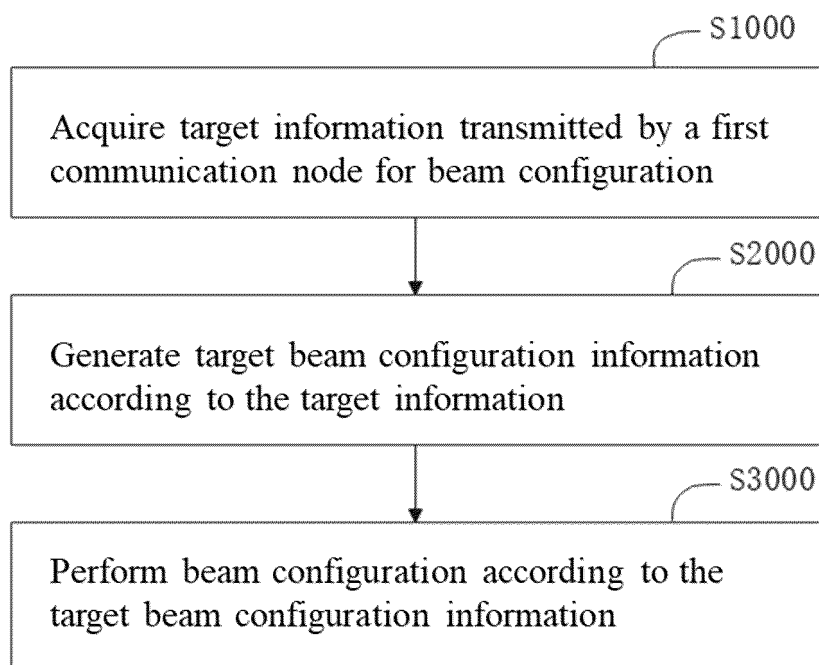 S1000
Acquire target information transmitted by a first
communication node for beam configuration
S2000
Generate target beam configuration information
according to the target information
S3000
Perform beam configuration according to the
target beam configuration information